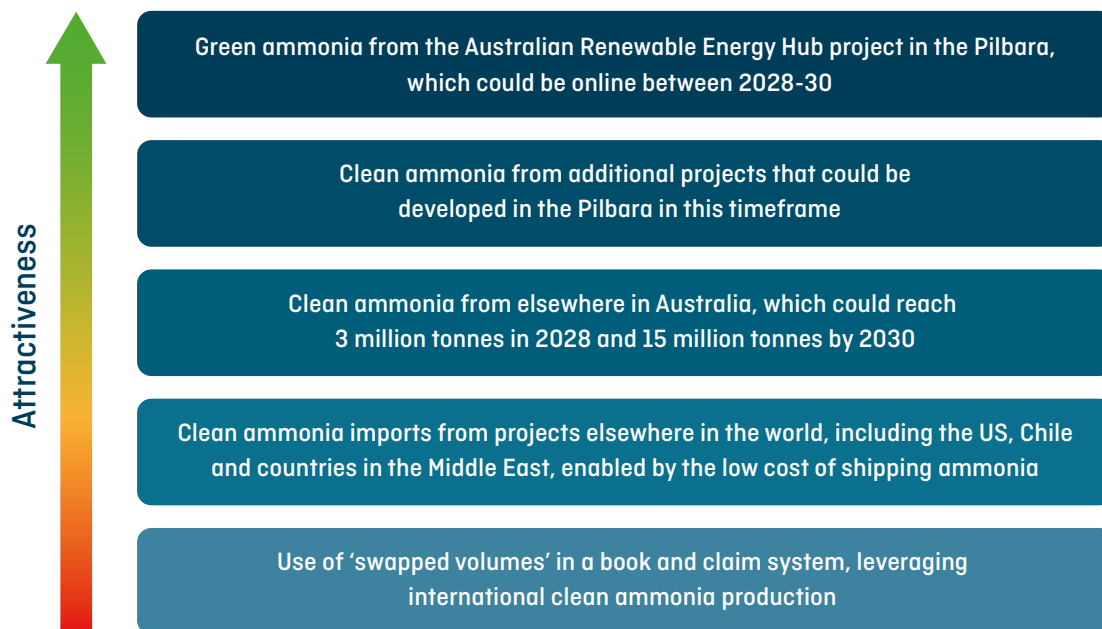 Attractiveness
Green ammonia from the Australian Renewable Energy Hub project in the Pilbara,
which could be online between 2028-30
Clean ammonia from additional projects that could be
developed in the Pilbara in this timeframe
Clean ammonia from elsewhere in Australia, which could reach
3 million tonnes in 2028 and 15 million tonnes by 2030
Clean ammonia imports from projects elsewhere in the world, including the US, Chile
and countries in the Middle East, enabled by the low cost of shipping ammonia
Use of ‘swapped volumes’ in a book and claim system, leveraging
international clean ammonia production